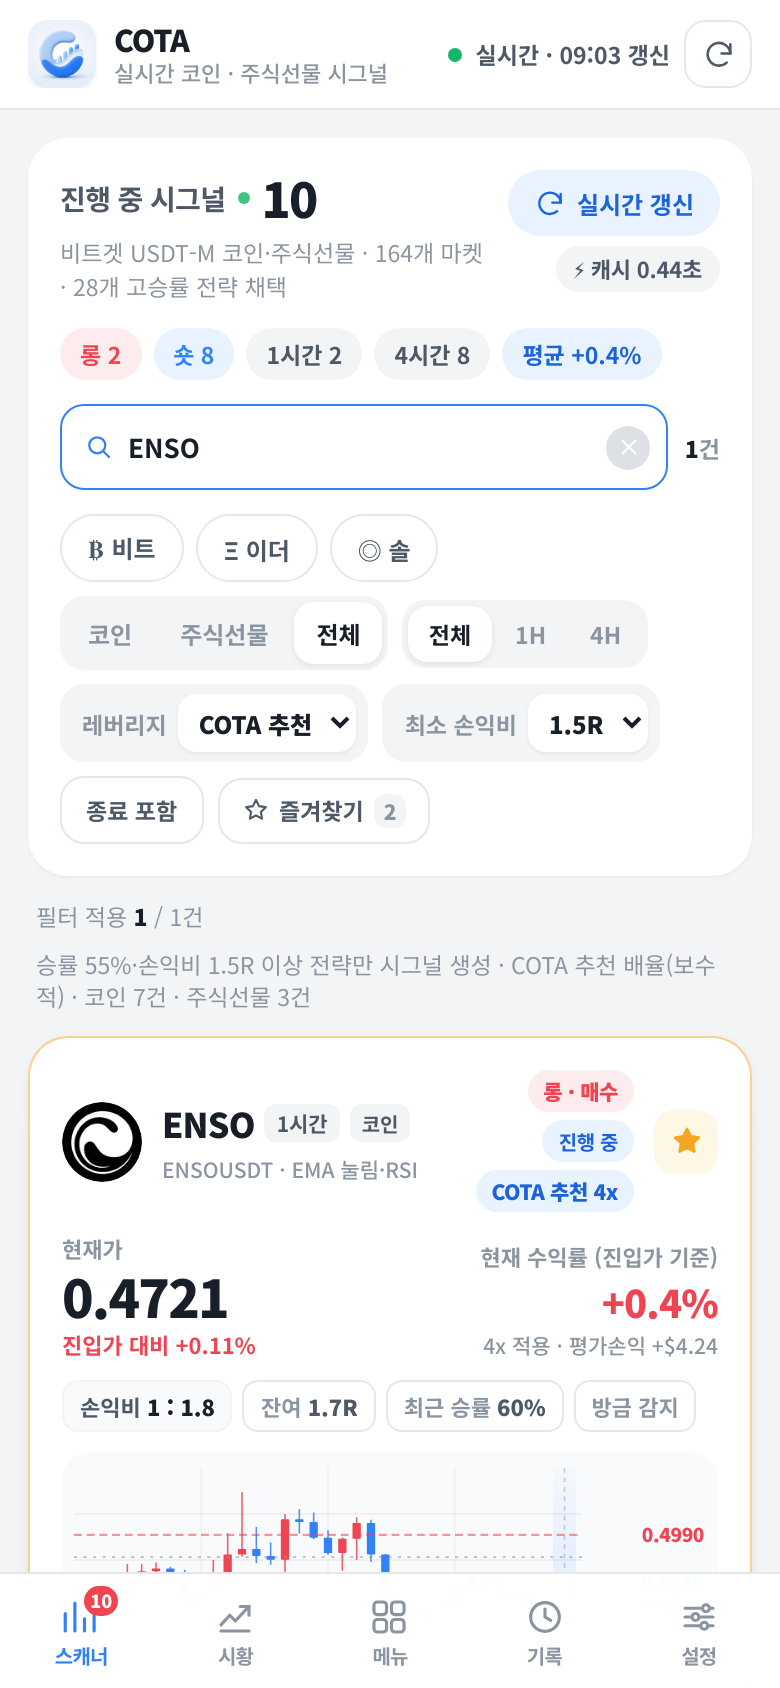 COTA
실시간 코인 · 주식선물 시그널
실시간 · 09:03 갱신
진행 중 시그널 10
실시간 갱신
비트겟 USDT-M 코인·주식선물 · 164개 마켓
· 28개 고승률 전략 채택
⚡ 캐시 0.44초
롱 2 숏 8 1시간 2 4시간 8 평균 +0.4%
ENSO
1건
₿ 비트 Ξ 이더 ◎ 솔
코인 주식선물 전체 전체 1H 4H
레버리지 COTA 추천 최소 손익비 1.5R
종료 포함 즐겨찾기 2
필터 적용 1 / 1건
승률 55%·손익비 1.5R 이상 전략만 시그널 생성 · COTA 추천 배율(보수
적) · 코인 7건 · 주식선물 3건
롱 · 매수
ENSO 1시간 코인
진행 중
ENSOUSDT · EMA 눌림·RSI
COTA 추천 4x
현재가
현재 수익률 (진입가 기준)
0.4721
+0.4%
진입가 대비 +0.11%
4x 적용 · 평가손익 +$4.24
손익비 1 : 1.8 잔여 1.7R 최근 승률 60% 방금 감지
0.4990
10
스캐너 시황 메뉴 기록 설정